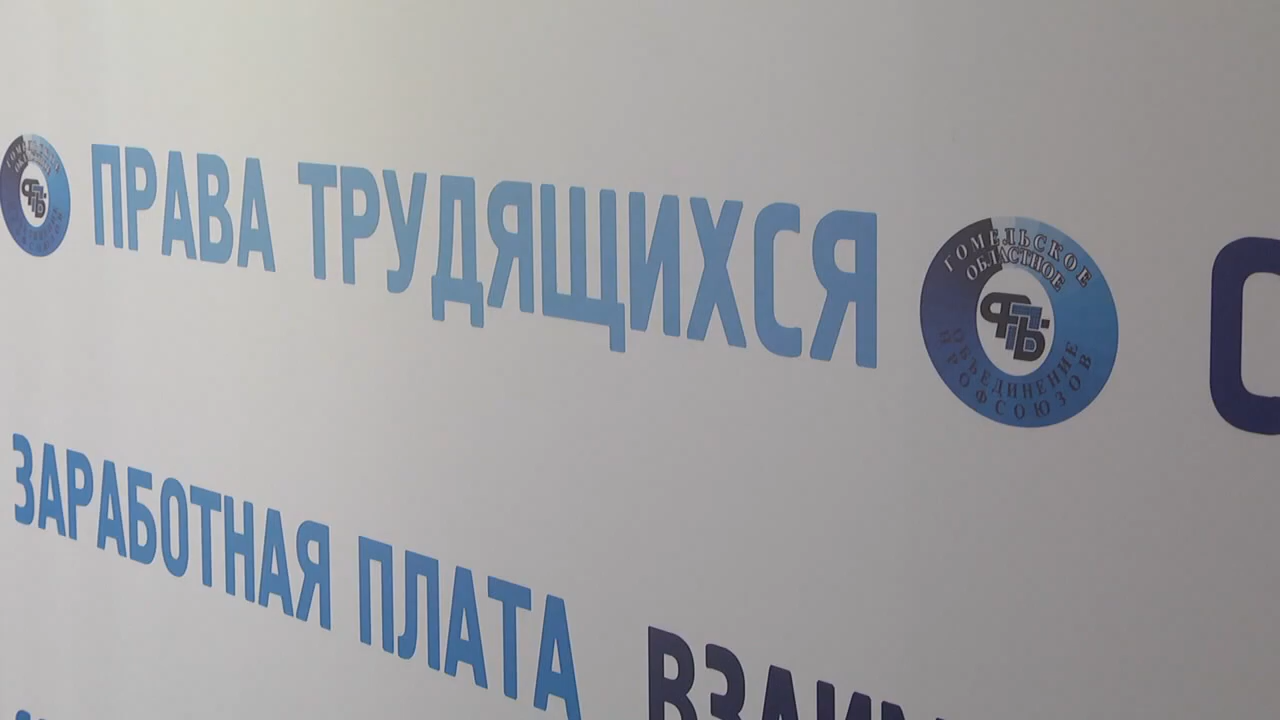 ПРАВА ТРУДЯЩИХСЯ
ГОМЕЛЬСКОЕ
ОБЛАСТНОЕ
ФПБ
ОБЪЕДИНЕНИЕ
ПРОФСОЮЗОВ
ЗАРАБОТНАЯ ПЛАТА